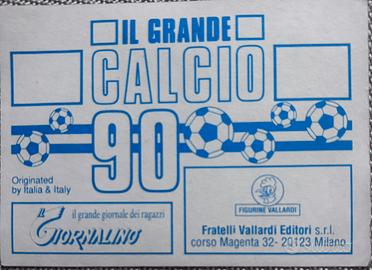 IL GRANDE
CALCIO
90
Originated
by Italia & Italy
il grande giornale dei ragazzi
IL GIORNALINO
FIGURINE VALLARDI
Fratelli Vallardi Editori s.r.l.
corso Magenta 32- 20123 Milano